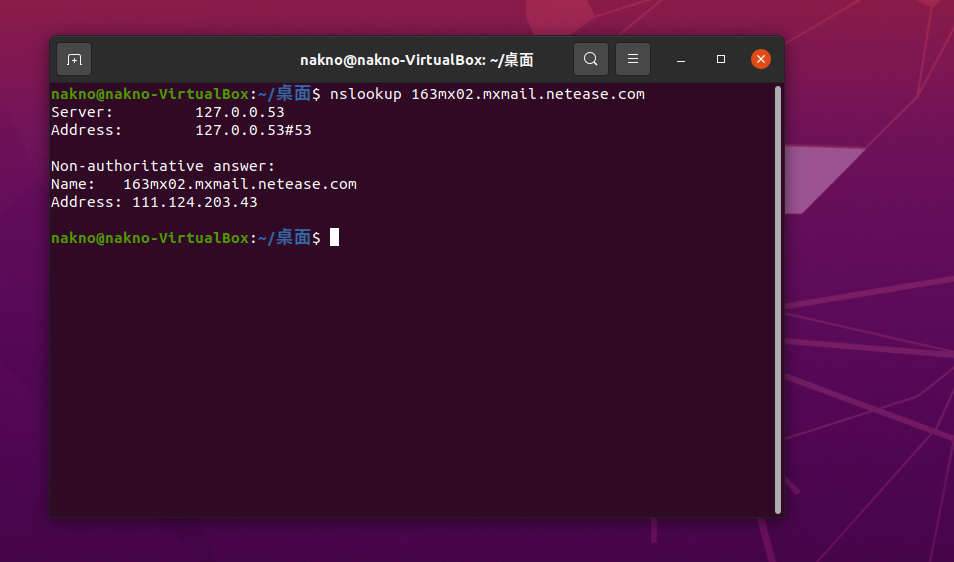 nakno@nakno-VirtualBox: ~/桌面
nakno@nakno-VirtualBox:~/桌面$ nslookup 163mx02.mxmail.netease.com
Server:         127.0.0.53
Address:        127.0.0.53#53
Non-authoritative answer:
Name:   163mx02.mxmail.netease.com
Address: 111.124.203.43
nakno@nakno-VirtualBox:~/桌面$